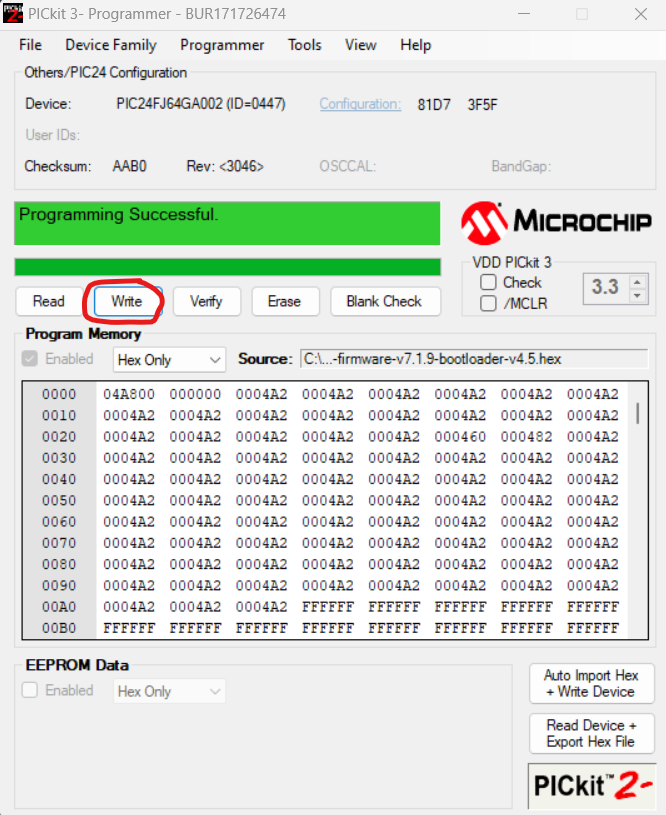 PICkit 3- Programmer - BUR171726474
File Device Family Programmer Tools View Help
Others/PIC24 Configuration
Device: PIC24FJ64GA002 (ID=0447) Configuration: 81D7 3F5F
User IDs:
Checksum: AAB0 Rev: <3046> OSCCAL: BandGap:
Programming Successful.
MICROCHIP
VDD PICkit 3
Check
/MCLR
3.3
Read Write Verify Erase Blank Check
Program Memory
Enabled Hex Only Source: C:\...-firmware-v7.1.9-bootloader-v4.5.hex
0000 04A800 000000 0004A2 0004A2 0004A2 0004A2 0004A2 0004A2
0010 0004A2 0004A2 0004A2 0004A2 0004A2 0004A2 0004A2 0004A2
0020 0004A2 0004A2 0004A2 0004A2 0004A2 000460 000482 0004A2
0030 0004A2 0004A2 0004A2 0004A2 0004A2 0004A2 0004A2 0004A2
0040 0004A2 0004A2 0004A2 0004A2 0004A2 0004A2 0004A2 0004A2
0050 0004A2 0004A2 0004A2 0004A2 0004A2 0004A2 0004A2 0004A2
0060 0004A2 0004A2 0004A2 0004A2 0004A2 0004A2 0004A2 0004A2
0070 0004A2 0004A2 0004A2 0004A2 0004A2 0004A2 0004A2 0004A2
0080 0004A2 0004A2 0004A2 0004A2 0004A2 0004A2 0004A2 0004A2
0090 0004A2 0004A2 0004A2 0004A2 0004A2 0004A2 0004A2 0004A2
00A0 0004A2 0004A2 0004A2 FFFFFF FFFFFF FFFFFF FFFFFF FFFFFF
00B0 FFFFFF FFFFFF FFFFFF FFFFFF FFFFFF FFFFFF FFFFFF FFFFFF
EEPROM Data
Enabled Hex Only
Auto Import Hex
+ Write Device
Read Device +
Export Hex File
PICkit™ 2-